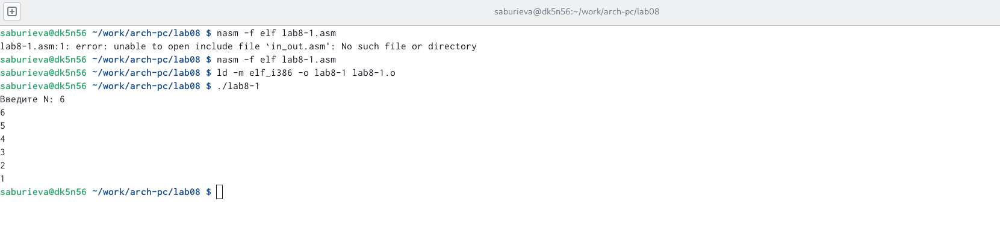 saburieva@dk5n56:~/work/arch-pc/lab08
saburieva@dk5n56 ~/work/arch-pc/lab08 $ nasm -f elf lab8-1.asm
lab8-1.asm:1: error: unable to open include file `in_out.asm': No such file or directory
saburieva@dk5n56 ~/work/arch-pc/lab08 $ nasm -f elf lab8-1.asm
saburieva@dk5n56 ~/work/arch-pc/lab08 $ ld -m elf_i386 -o lab8-1 lab8-1.o
saburieva@dk5n56 ~/work/arch-pc/lab08 $ ./lab8-1
Введите N: 6
6
5
4
3
2
1
saburieva@dk5n56 ~/work/arch-pc/lab08 $